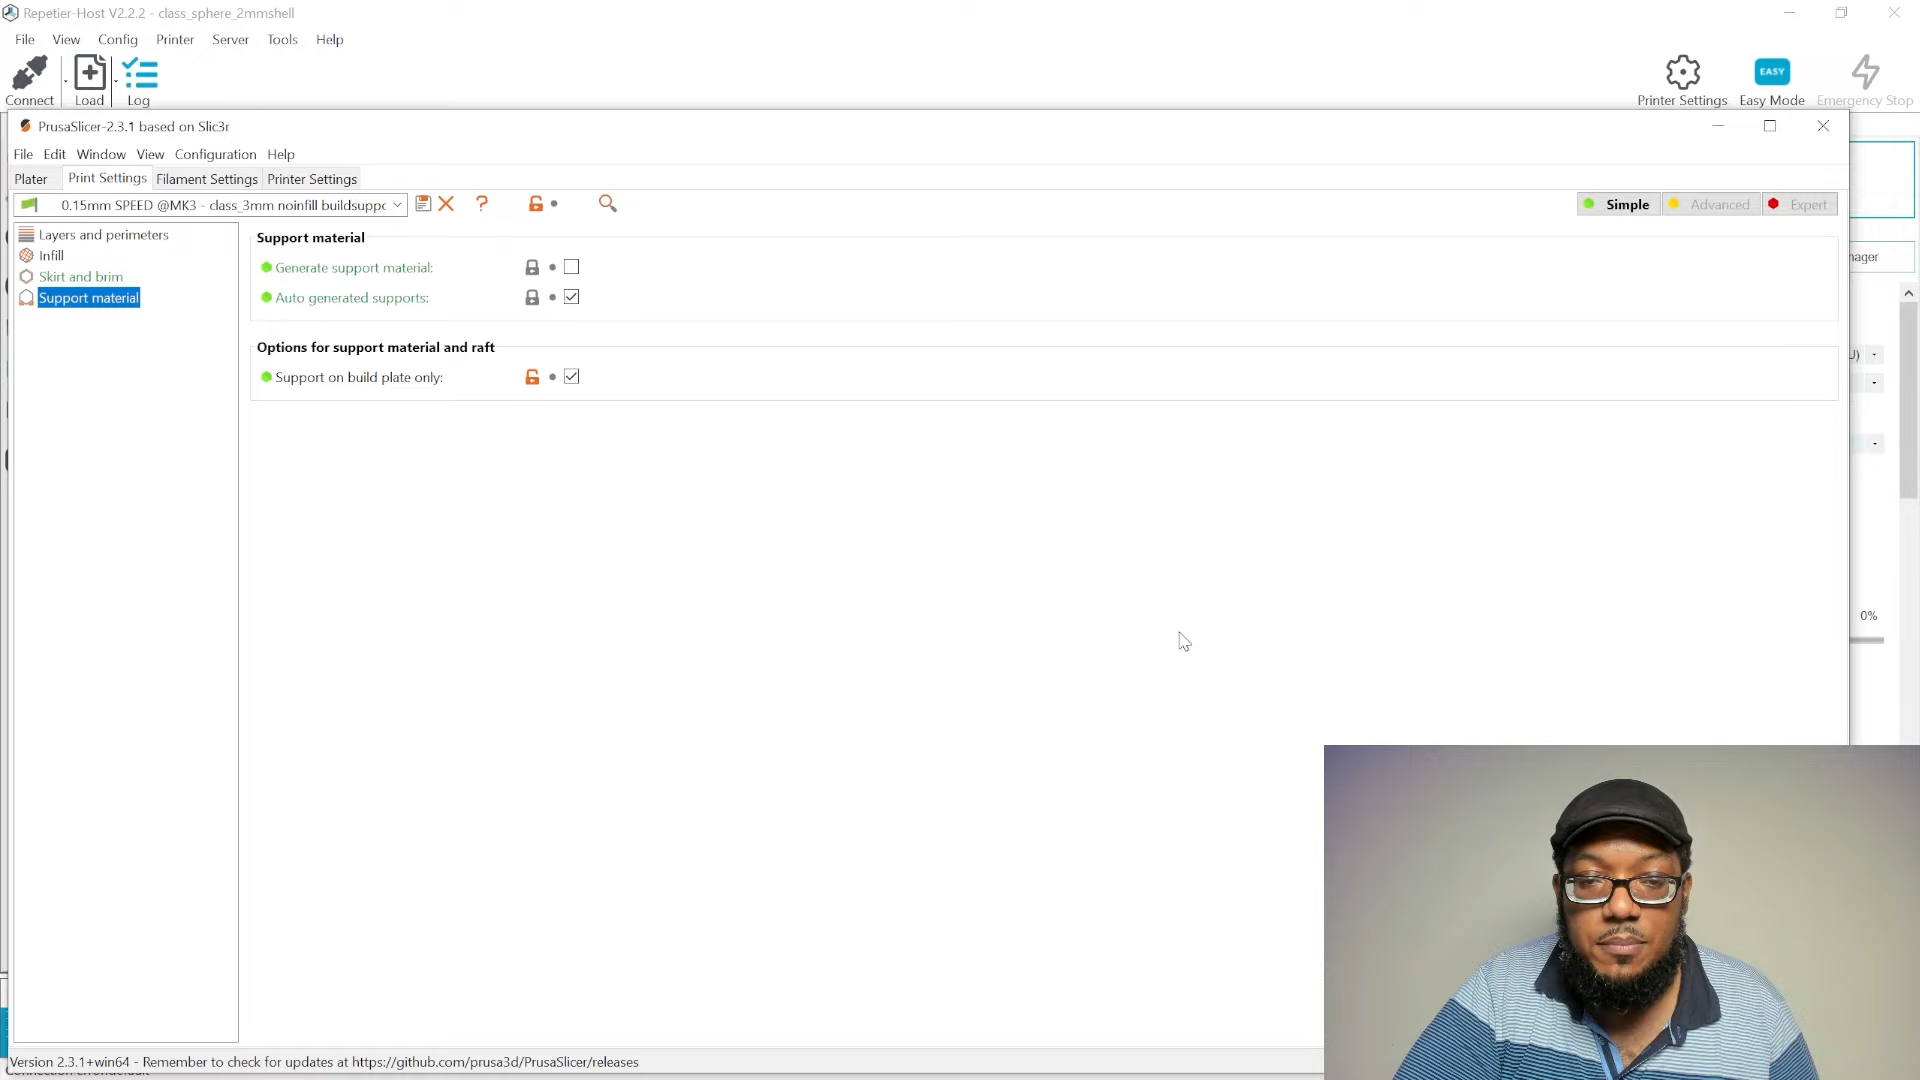 Repetier-Host V2.2.2 - class_sphere_2mmshell
File View Config Printer Server Tools Help
EASY
Connect Load Log Printer Settings Easy Mode Emergency Stop
PrusaSlicer-2.3.1 based on Slic3r
File Edit Window View Configuration Help
Plater Print Settings Filament Settings Printer Settings
0.15mm SPEED @MK3 - class_3mm noinfill buildsuppc
Simple Advanced Expert
Layers and perimeters
Infill
Skirt and brim
Support material
Support material
Generate support material:
Auto generated supports:
Options for support material and raft
Support on build plate only:
nager
U)
0%
Version 2.3.1+win64 - Remember to check for updates at https://github.com/prusa3d/PrusaSlicer/releases